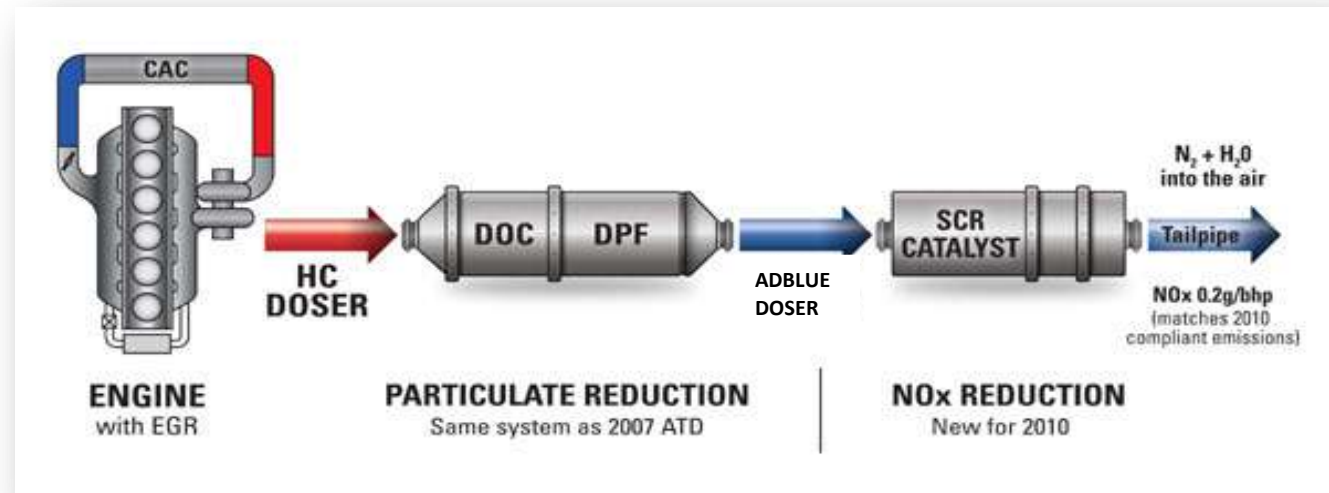 CAC
HC
DOSER
DOC
DPF
ADBLUE
DOSER
SCR
CATALYST
N₂ + H₂0
into the air
Tailpipe
NOx 0.2g/bhp
(matches 2010
compliant emissions)
ENGINE
with EGR
PARTICULATE REDUCTION
Same system as 2007 ATD
NOx REDUCTION
New for 2010